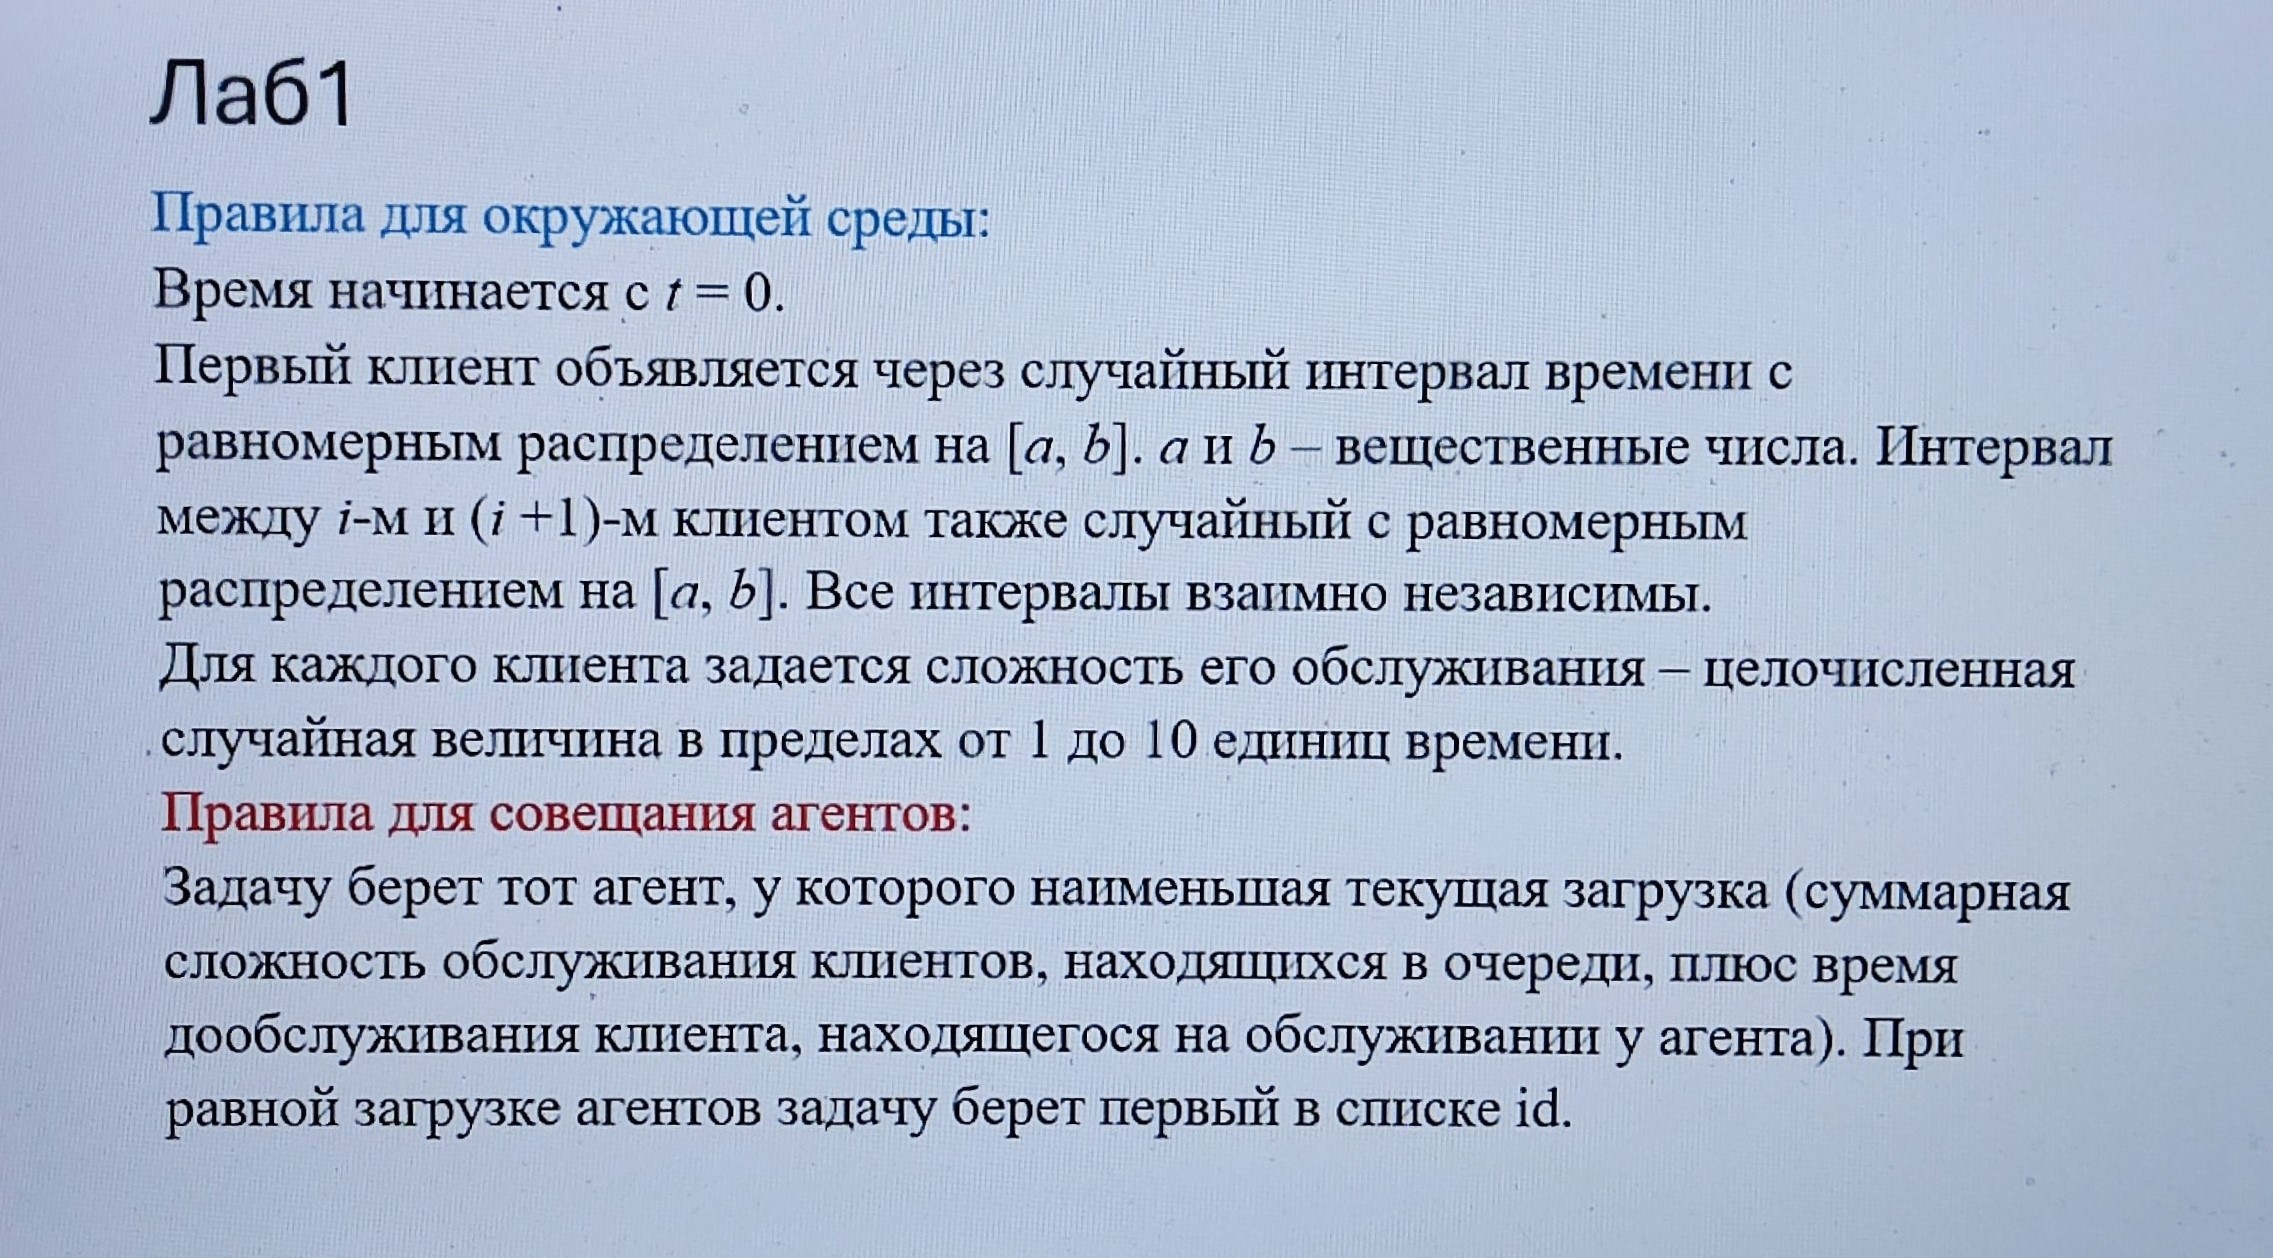 Лаб1
Правила для окружающей среды:
Время начинается с t = 0.
Первый клиент объявляется через случайный интервал времени с
равномерным распределением на [a, b]. a и b – вещественные числа. Интервал
между i-м и (i +1)-м клиентом также случайный с равномерным
распределением на [a, b]. Все интервалы взаимно независимы.
Для каждого клиента задается сложность его обслуживания – целочисленная
случайная величина в пределах от 1 до 10 единиц времени.
Правила для совещания агентов:
Задачу берет тот агент, у которого наименьшая текущая загрузка (суммарная
сложность обслуживания клиентов, находящихся в очереди, плюс время
дообслуживания клиента, находящегося на обслуживании у агента). При
равной загрузке агентов задачу берет первый в списке id.